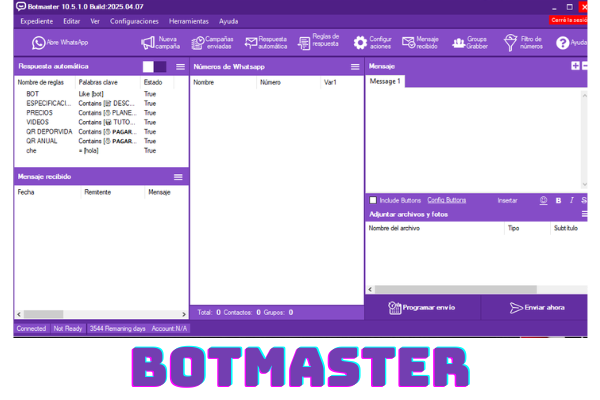 Botmaster 10.5.1.0 Build:2025.04.07
Expediente Editar Ver Configuraciones Herramientas Ayuda
Cerrá la sesió
Abre WhatsApp
Nueva campaña
Campañas enviadas
Respuesta automática
Reglas de respuesta
Configur aciones
Mensaje recibido
Groups Grabber
Filtro de números
Ayuda
Respuesta automática
Nombre de reglas Palabras clave Estado
BOT Like [bot] True
ESPECIFICACI... Contains [ DESC... True
PRECIOS Contains [ PLANE... True
VIDEOS Contains [ TUTO... True
QR DEPORVIDA Contains [ PAGAR... True
QR ANUAL Contains [ PAGAR... True
che = [hola] True
Mensaje recibido
Fecha Remitente Mensaje
Números de Whatsapp
Nombre Número Var1
Total: 0 Contactos: 0 Grupos: 0
Mensaje
Message 1
Include Buttons Config Buttons Insertar B I S
Adjuntar archivos y fotos
Nombre del archivo Tipo Subtítulo
Programar envío
Enviar ahora
Connected Not Ready 3544 Remaining days Account:N/A
BOTMASTER